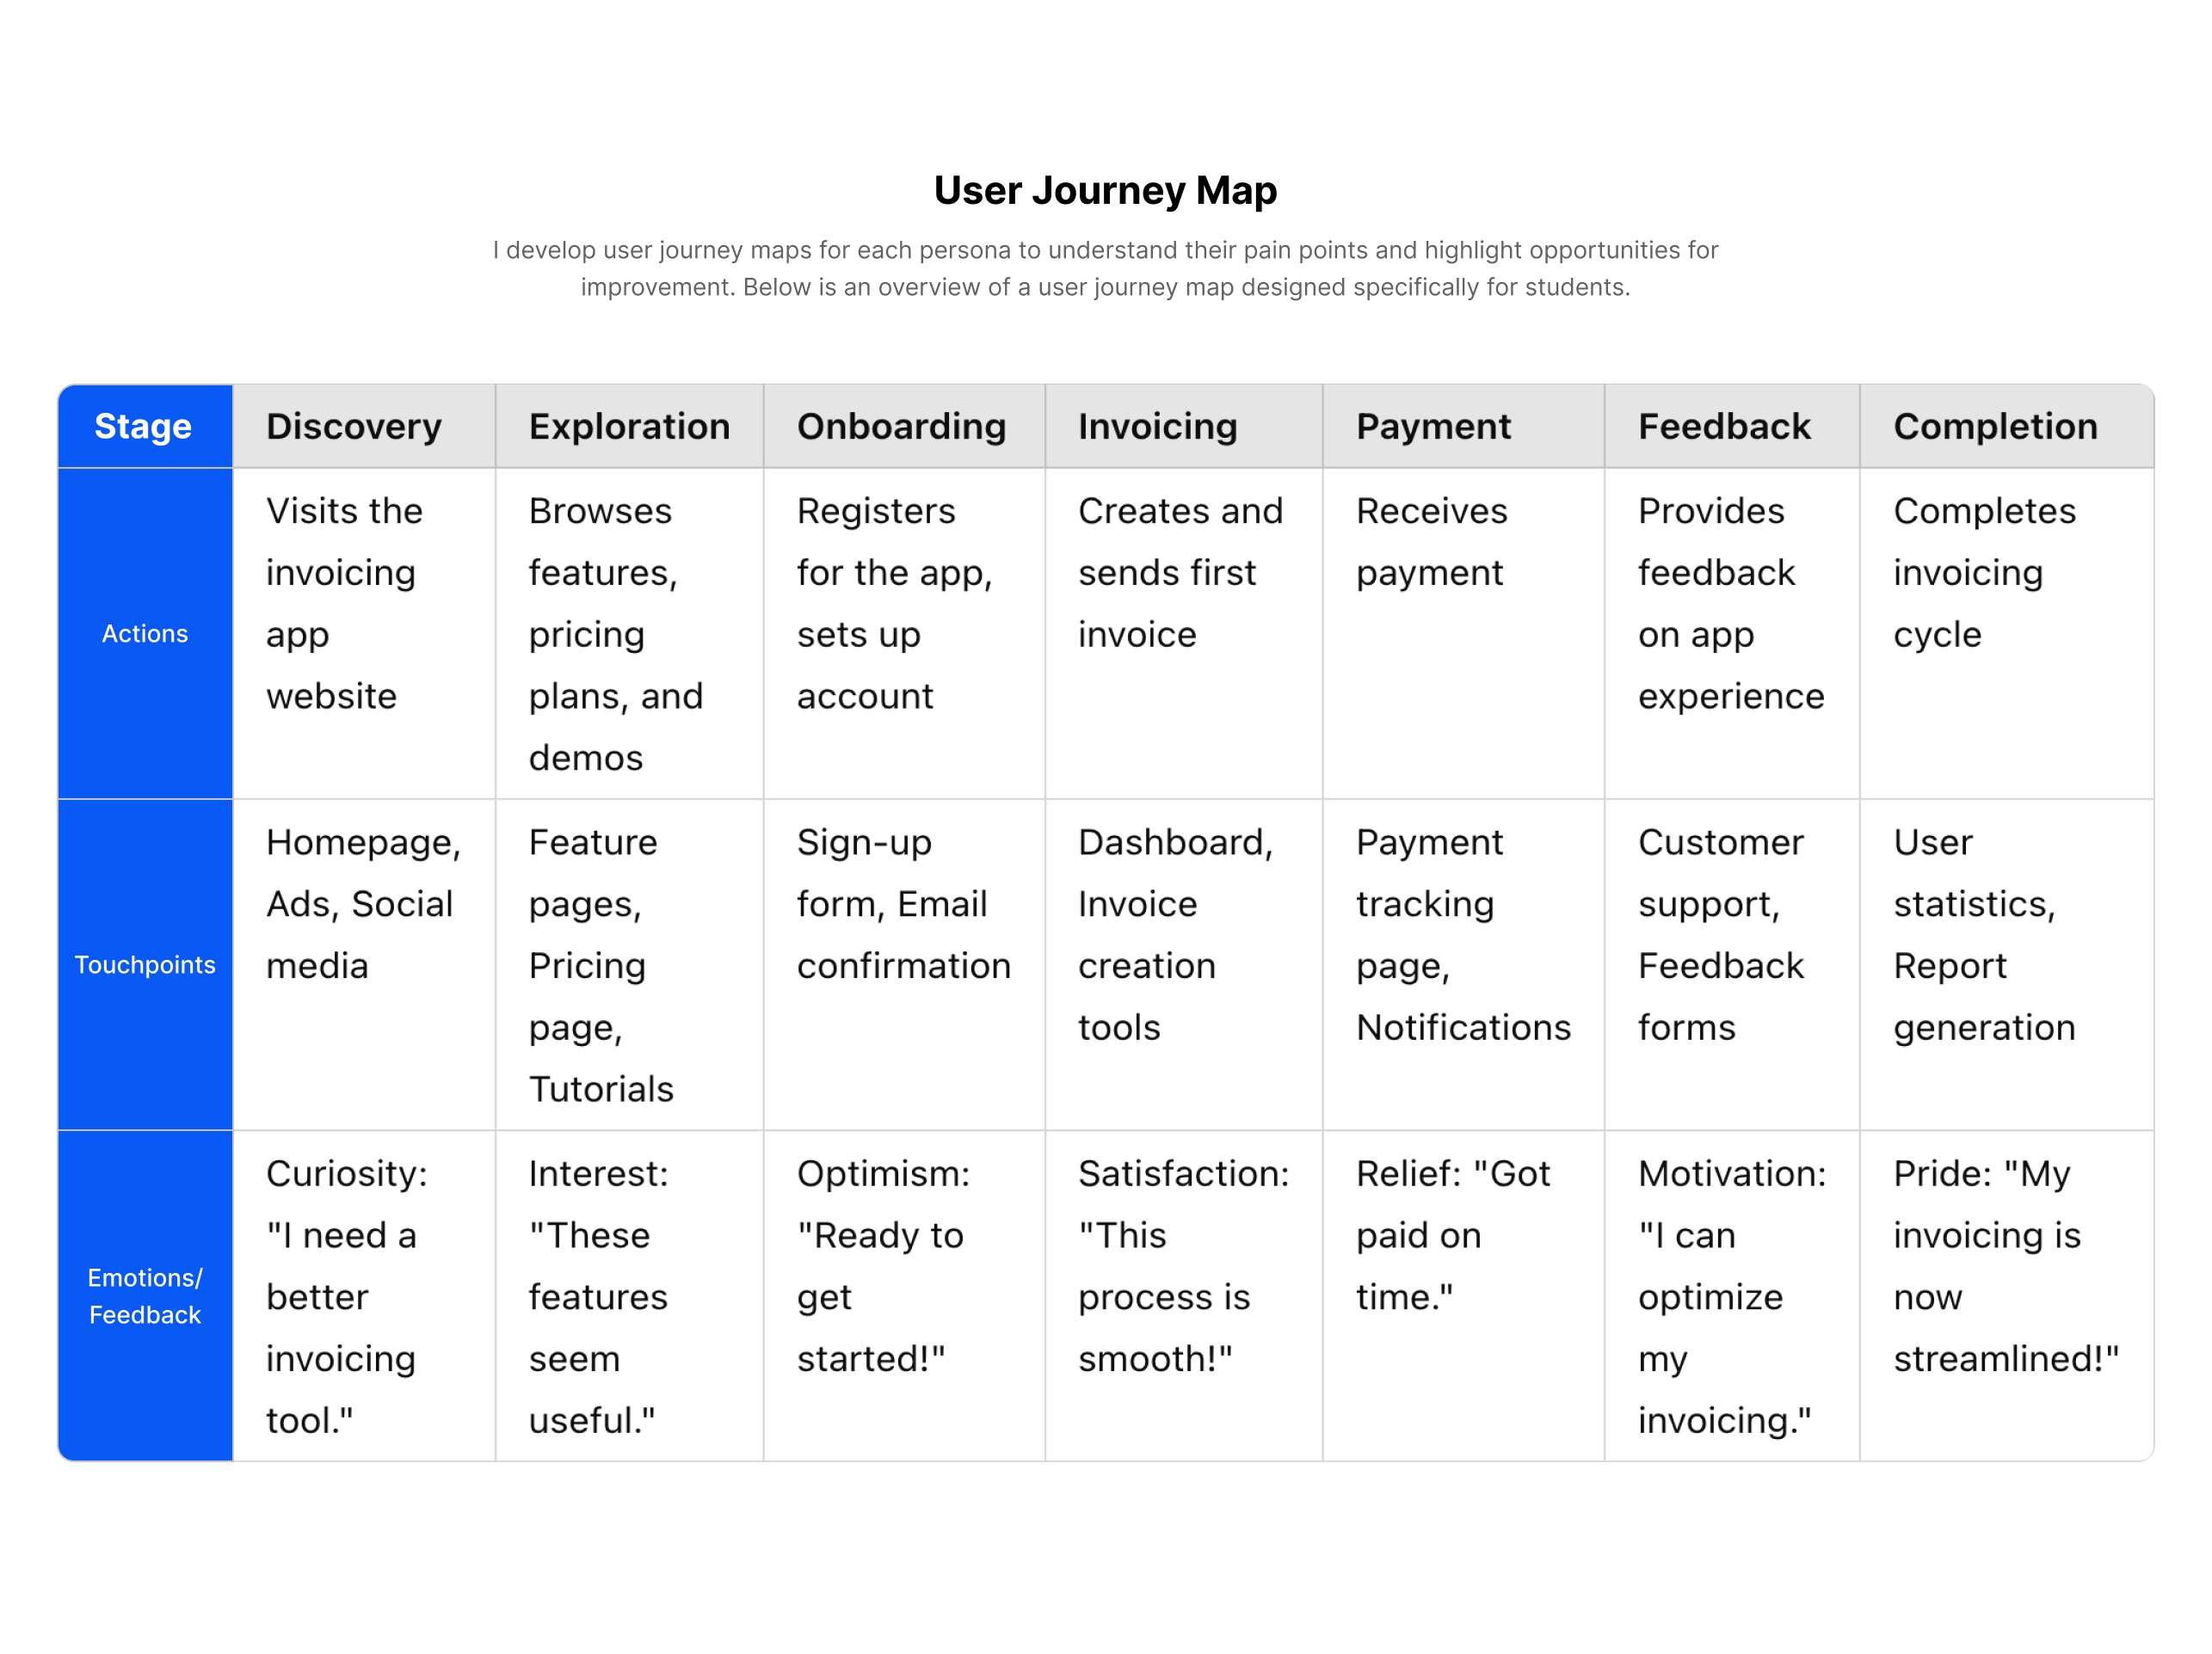 User Journey Map
I develop user journey maps for each persona to understand their pain points and highlight opportunities for
improvement. Below is an overview of a user journey map designed specifically for students.
Stage
Discovery
Exploration
Onboarding
Invoicing
Payment
Feedback
Completion
Actions
Visits the
invoicing
app
website
Browses
features,
pricing
plans, and
demos
Registers
for the app,
sets up
account
Creates and
sends first
invoice
Receives
payment
Provides
feedback
on app
experience
Completes
invoicing
cycle
Touchpoints
Homepage,
Ads, Social
media
Feature
pages,
Pricing
page,
Tutorials
Sign-up
form, Email
confirmation
Dashboard,
Invoice
creation
tools
Payment
tracking
page,
Notifications
Customer
support,
Feedback
forms
User
statistics,
Report
generation
Emotions/
Feedback
Curiosity:
"I need a
better
invoicing
tool."
Interest:
"These
features
seem
useful."
Optimism:
"Ready to
get
started!"
Satisfaction:
"This
process is
smooth!"
Relief: "Got
paid on
time."
Motivation:
"I can
optimize
my
invoicing."
Pride: "My
invoicing is
now
streamlined!"